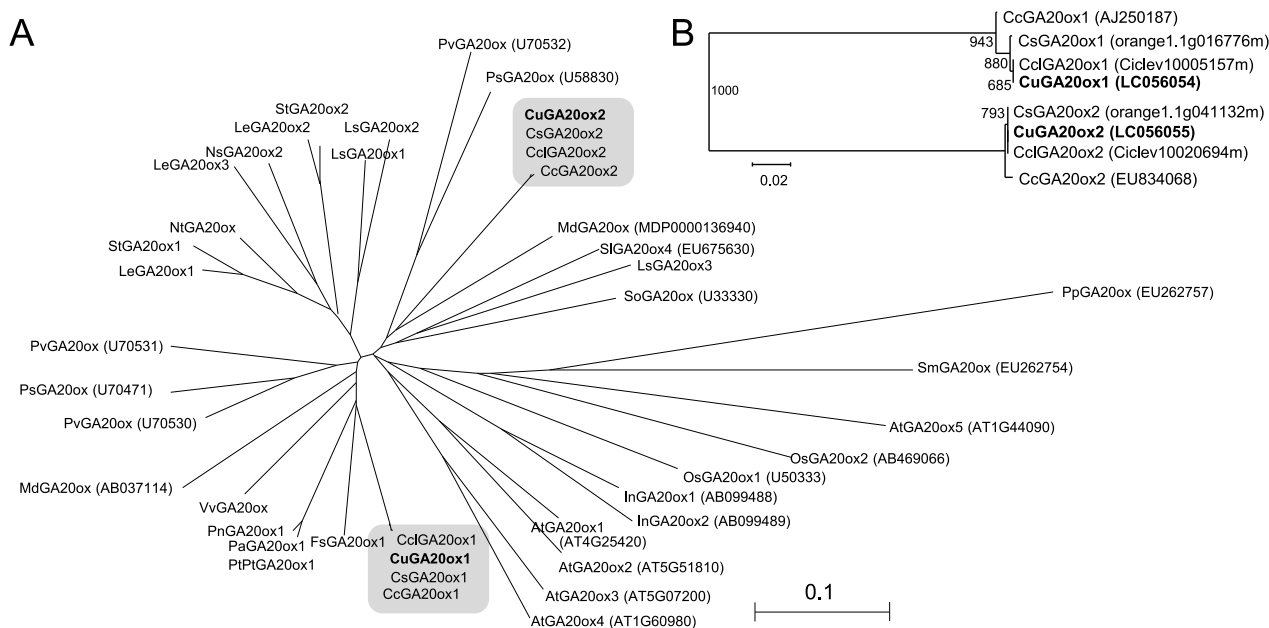 A
PvGA20ox (U70532)
PsGA20ox (U58830)
StGA20ox2
LeGA20ox2
LsGA20ox2
NsGA20ox2
LsGA20ox1
LeGA20ox3
CuGA20ox2
CsGA20ox2
CclGA20ox2
CcGA20ox2
NtGA20ox
StGA20ox1
LeGA20ox1
MdGA20ox (MDP0000136940)
SlGA20ox4 (EU675630)
LsGA20ox3
SoGA20ox (U33330)
PpGA20ox (EU262757)
PvGA20ox (U70531)
SmGA20ox (EU262754)
PsGA20ox (U70471)
PvGA20ox (U70530)
AtGA20ox5 (AT1G44090)
OsGA20ox2 (AB469066)
OsGA20ox1 (U50333)
MdGA20ox (AB037114)
InGA20ox1 (AB099488)
VvGA20ox
InGA20ox2 (AB099489)
PnGA20ox1
PaGA20ox1
PtPtGA20ox1
FsGA20ox1
CclGA20ox1
CuGA20ox1
CsGA20ox1
CcGA20ox1
AtGA20ox1
(AT4G25420)
AtGA20ox2 (AT5G51810)
AtGA20ox3 (AT5G07200)
AtGA20ox4 (AT1G60980)
0.1
B
CcGA20ox1 (AJ250187)
943
CsGA20ox1 (orange1.1g016776m)
880
CclGA20ox1 (Ciclev10005157m)
685
CuGA20ox1 (LC056054)
1000
793
CsGA20ox2 (orange1.1g041132m)
CuGA20ox2 (LC056055)
CclGA20ox2 (Ciclev10020694m)
CcGA20ox2 (EU834068)
0.02